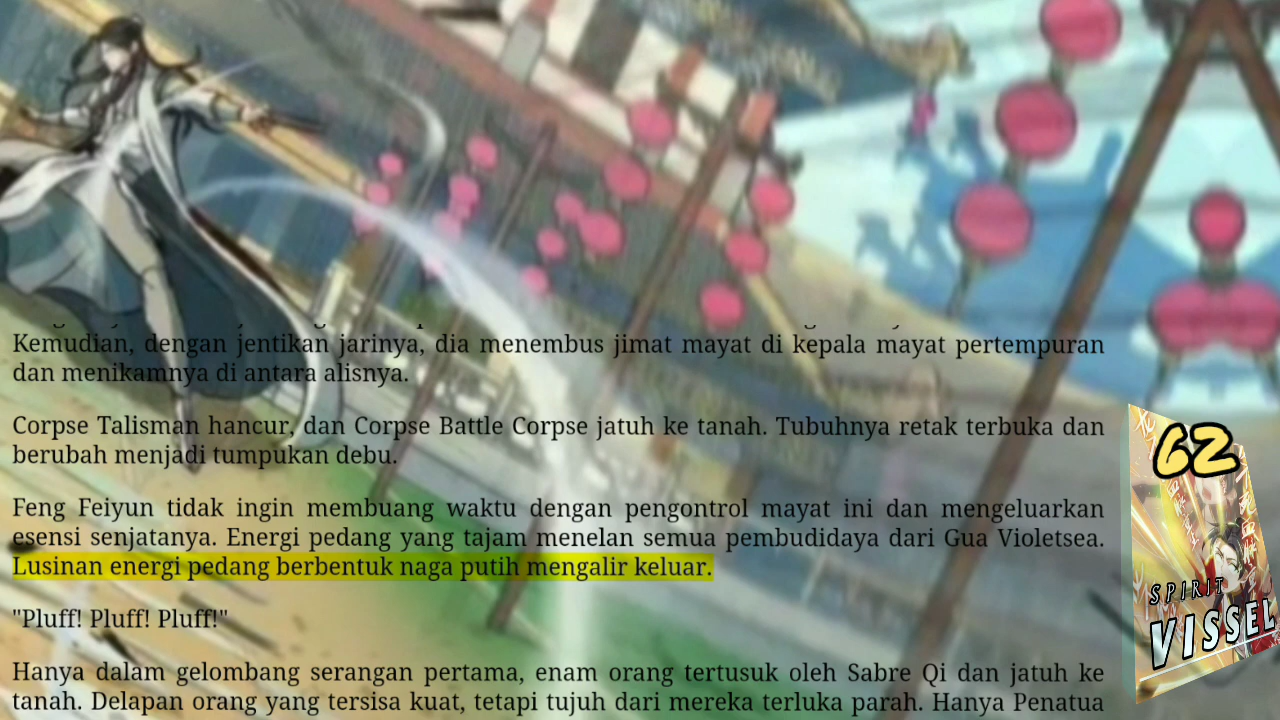 Kemudian, dengan jentikan jarinya, dia menembus jimat mayat di kepala mayat pertempuran
dan menikamnya di antara alisnya.
Corpse Talisman hancur, dan Corpse Battle Corpse jatuh ke tanah. Tubuhnya retak terbuka dan
berubah menjadi tumpukan debu.
Feng Feiyun tidak ingin membuang waktu dengan pengontrol mayat ini dan mengeluarkan
esensi senjatanya. Energi pedang yang tajam menelan semua pembudidaya dari Gua Violetsea.
Lusinan energi pedang berbentuk naga putih mengalir keluar.
"Pluff! Pluff! Pluff!"
Hanya dalam gelombang serangan pertama, enam orang tertusuk oleh Sabre Qi dan jatuh ke
tanah. Delapan orang yang tersisa kuat, tetapi tujuh dari mereka terluka parah. Hanya Penatua
62
SPIRIT
VISSEL